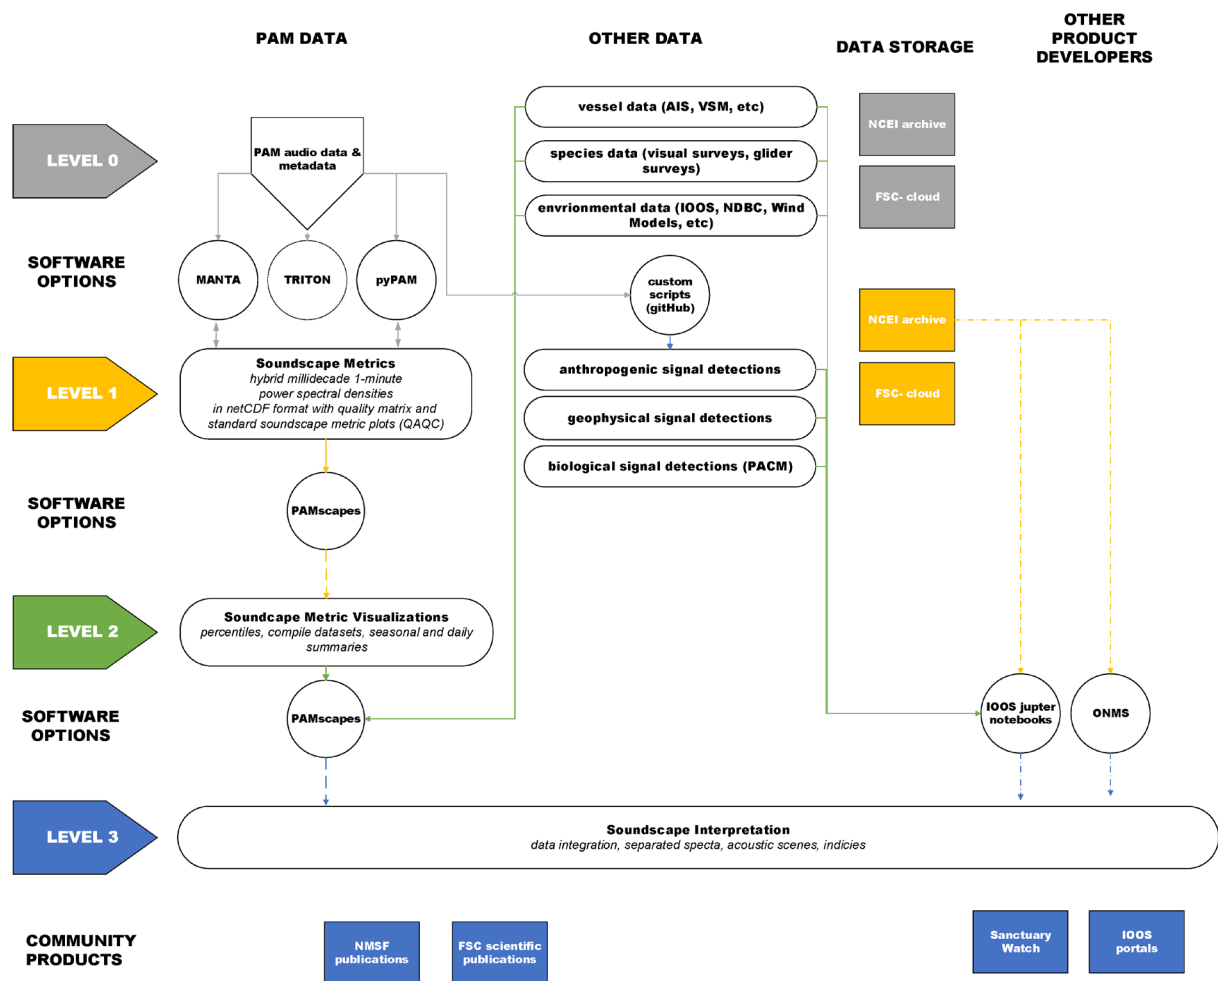 PAM DATA
OTHER DATA
DATA STORAGE
OTHER
PRODUCT
DEVELOPERS
LEVEL 0
PAM audio data &
metadata
vessel data (AIS, VSM, etc)
species data (visual surveys, glider
surveys)
envrionmental data (IOOS, NDBC, Wind
Models, etc)
NCEI archive
FSC- cloud
SOFTWARE
OPTIONS
MANTA
TRITON
pyPAM
custom
scripts
(gitHub)
LEVEL 1
Soundscape Metrics
hybrid millidecade 1-minute
power spectral densities
in netCDF format with quality matrix and
standard soundscape metric plots (QAQC)
anthropogenic signal detections
geophysical signal detections
biological signal detections (PACM)
NCEI archive
FSC- cloud
SOFTWARE
OPTIONS
PAMscapes
LEVEL 2
Soundcape Metric Visualizations
percentiles, compile datasets, seasonal and daily
summaries
SOFTWARE
OPTIONS
PAMscapes
IOOS jupter
notebooks
ONMS
LEVEL 3
Soundscape Interpretation
data integration, separated specta, acoustic scenes, indicies
COMMUNITY
PRODUCTS
NMSF
publications
FSC scientific
publications
Sanctuary
Watch
IOOS
portals